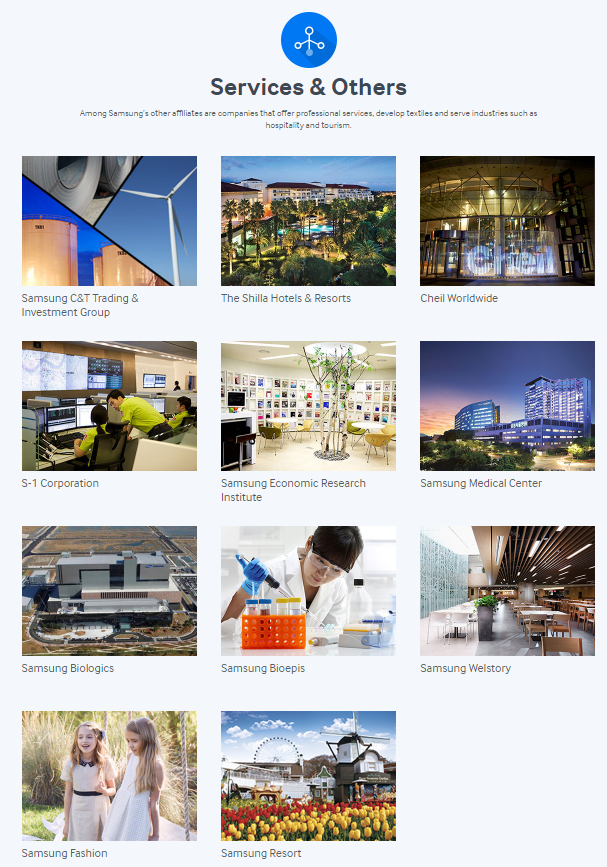 Services & Others
Among Samsung's other affiliates are companies that offer professional services, develop textiles and serve industries such as
hospitality and tourism.
Samsung C&T Trading &
Investment Group
The Shilla Hotels & Resorts
Cheil Worldwide
S-1 Corporation
Samsung Economic Research
Institute
Samsung Medical Center
Samsung Biologics
Samsung Bioepis
Samsung Welstory
Samsung Fashion
Samsung Resort